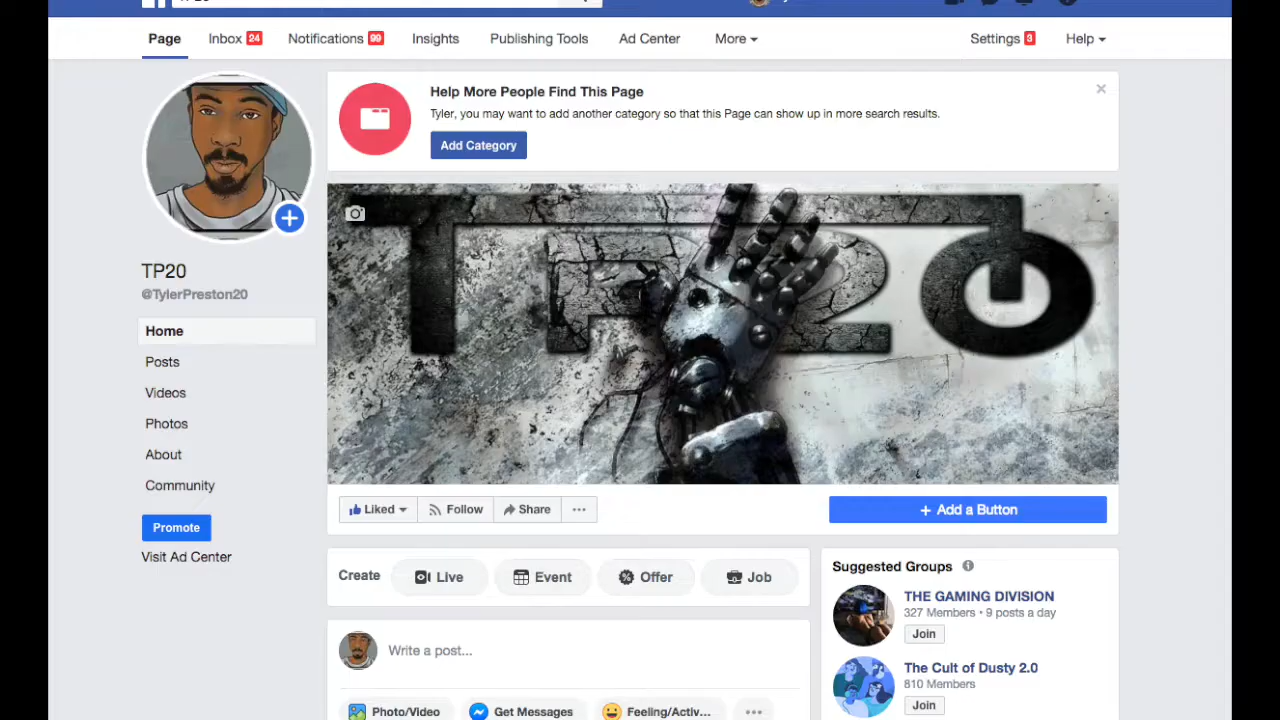 Page Inbox 24 Notifications 99 Insights Publishing Tools Ad Center More Settings 3 Help
Help More People Find This Page
Tyler, you may want to add another category so that this Page can show up in more search results.
Add Category
TP20
TP20
@TylerPreston20
Home
Posts
Videos
Photos
About
Community
Promote
Visit Ad Center
Liked Follow Share
+ Add a Button
Create Live Event Offer Job
Write a post...
Photo/Video Get Messages Feeling/Activ...
Suggested Groups
THE GAMING DIVISION
327 Members • 9 posts a day
Join
The Cult of Dusty 2.0
810 Members
Join